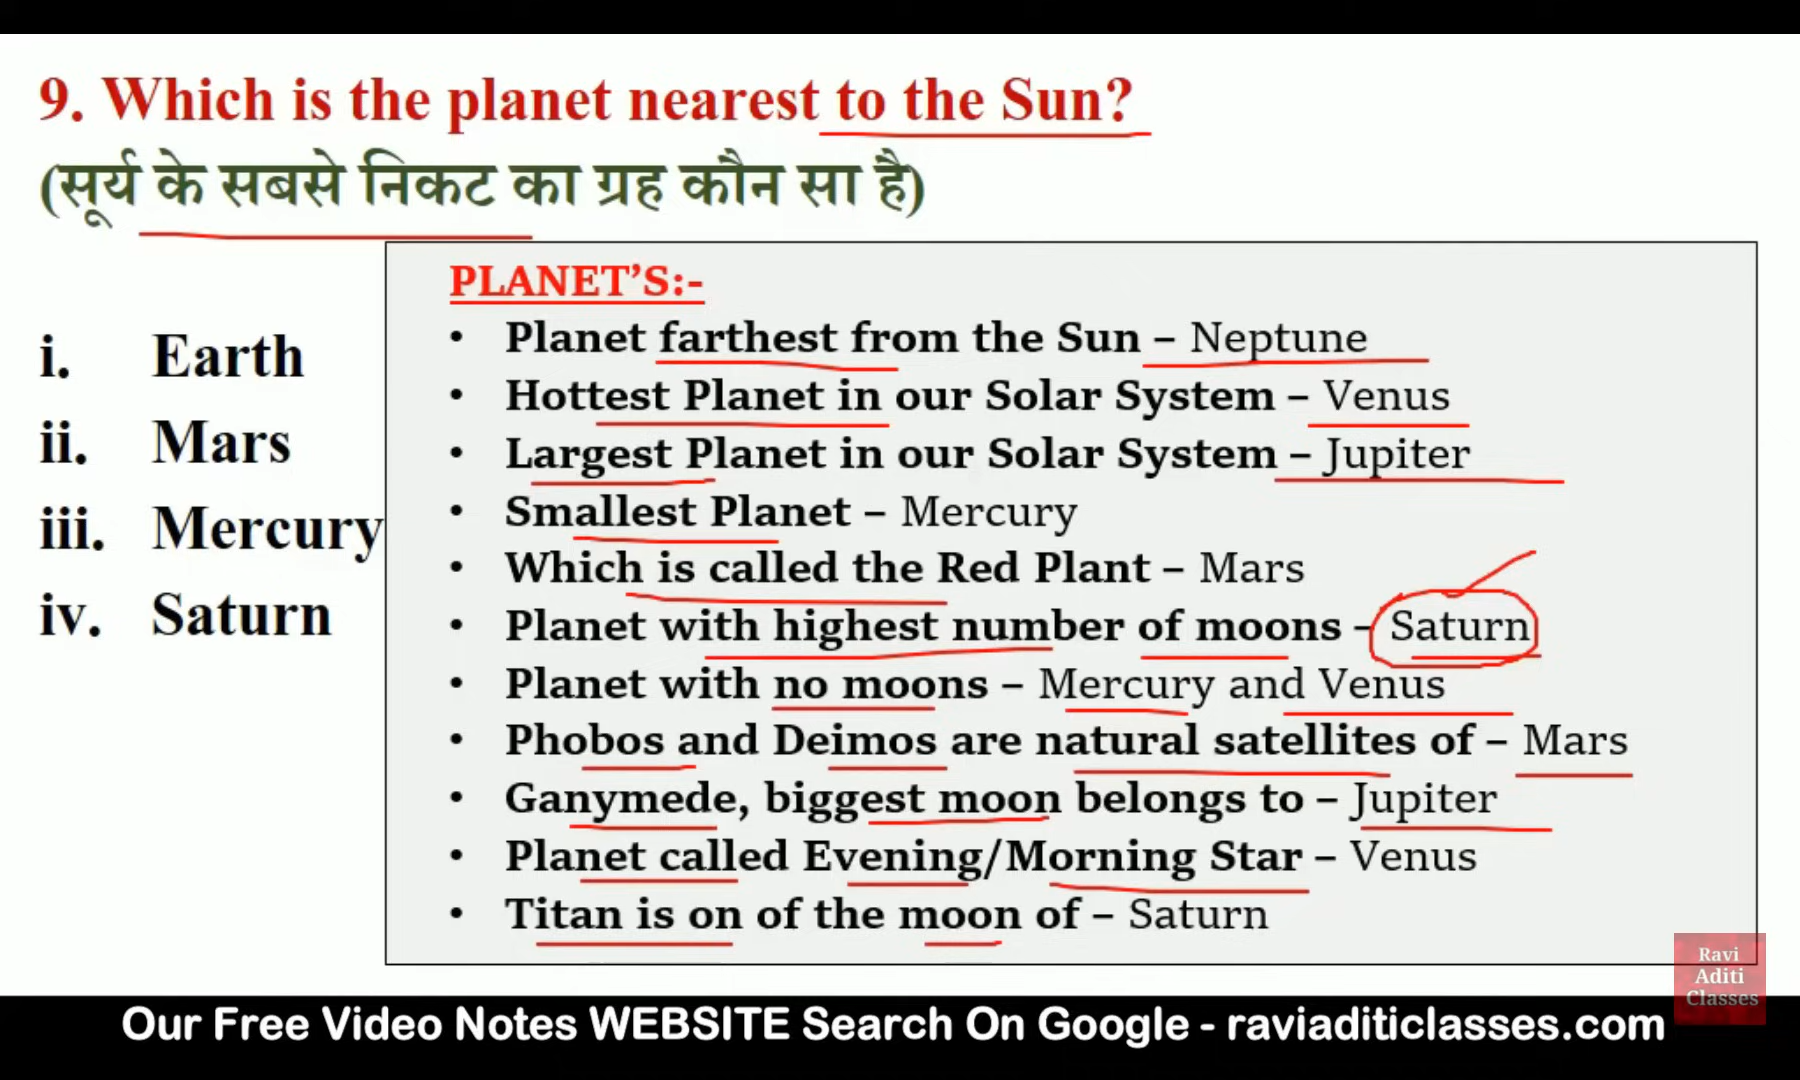 9. Which is the planet nearest to the Sun?
(सूर्य के सबसे निकट का ग्रह कौन सा है)
i. Earth
ii. Mars
iii. Mercury
iv. Saturn
PLANET’S:-
• Planet farthest from the Sun – Neptune
• Hottest Planet in our Solar System – Venus
• Largest Planet in our Solar System – Jupiter
• Smallest Planet – Mercury
• Which is called the Red Plant – Mars
• Planet with highest number of moons – Saturn
• Planet with no moons – Mercury and Venus
• Phobos and Deimos are natural satellites of – Mars
• Ganymede, biggest moon belongs to – Jupiter
• Planet called Evening/Morning Star – Venus
• Titan is on of the moon of – Saturn
Ravi
Aditi
Classes
Our Free Video Notes WEBSITE Search On Google - raviaditiclasses.com